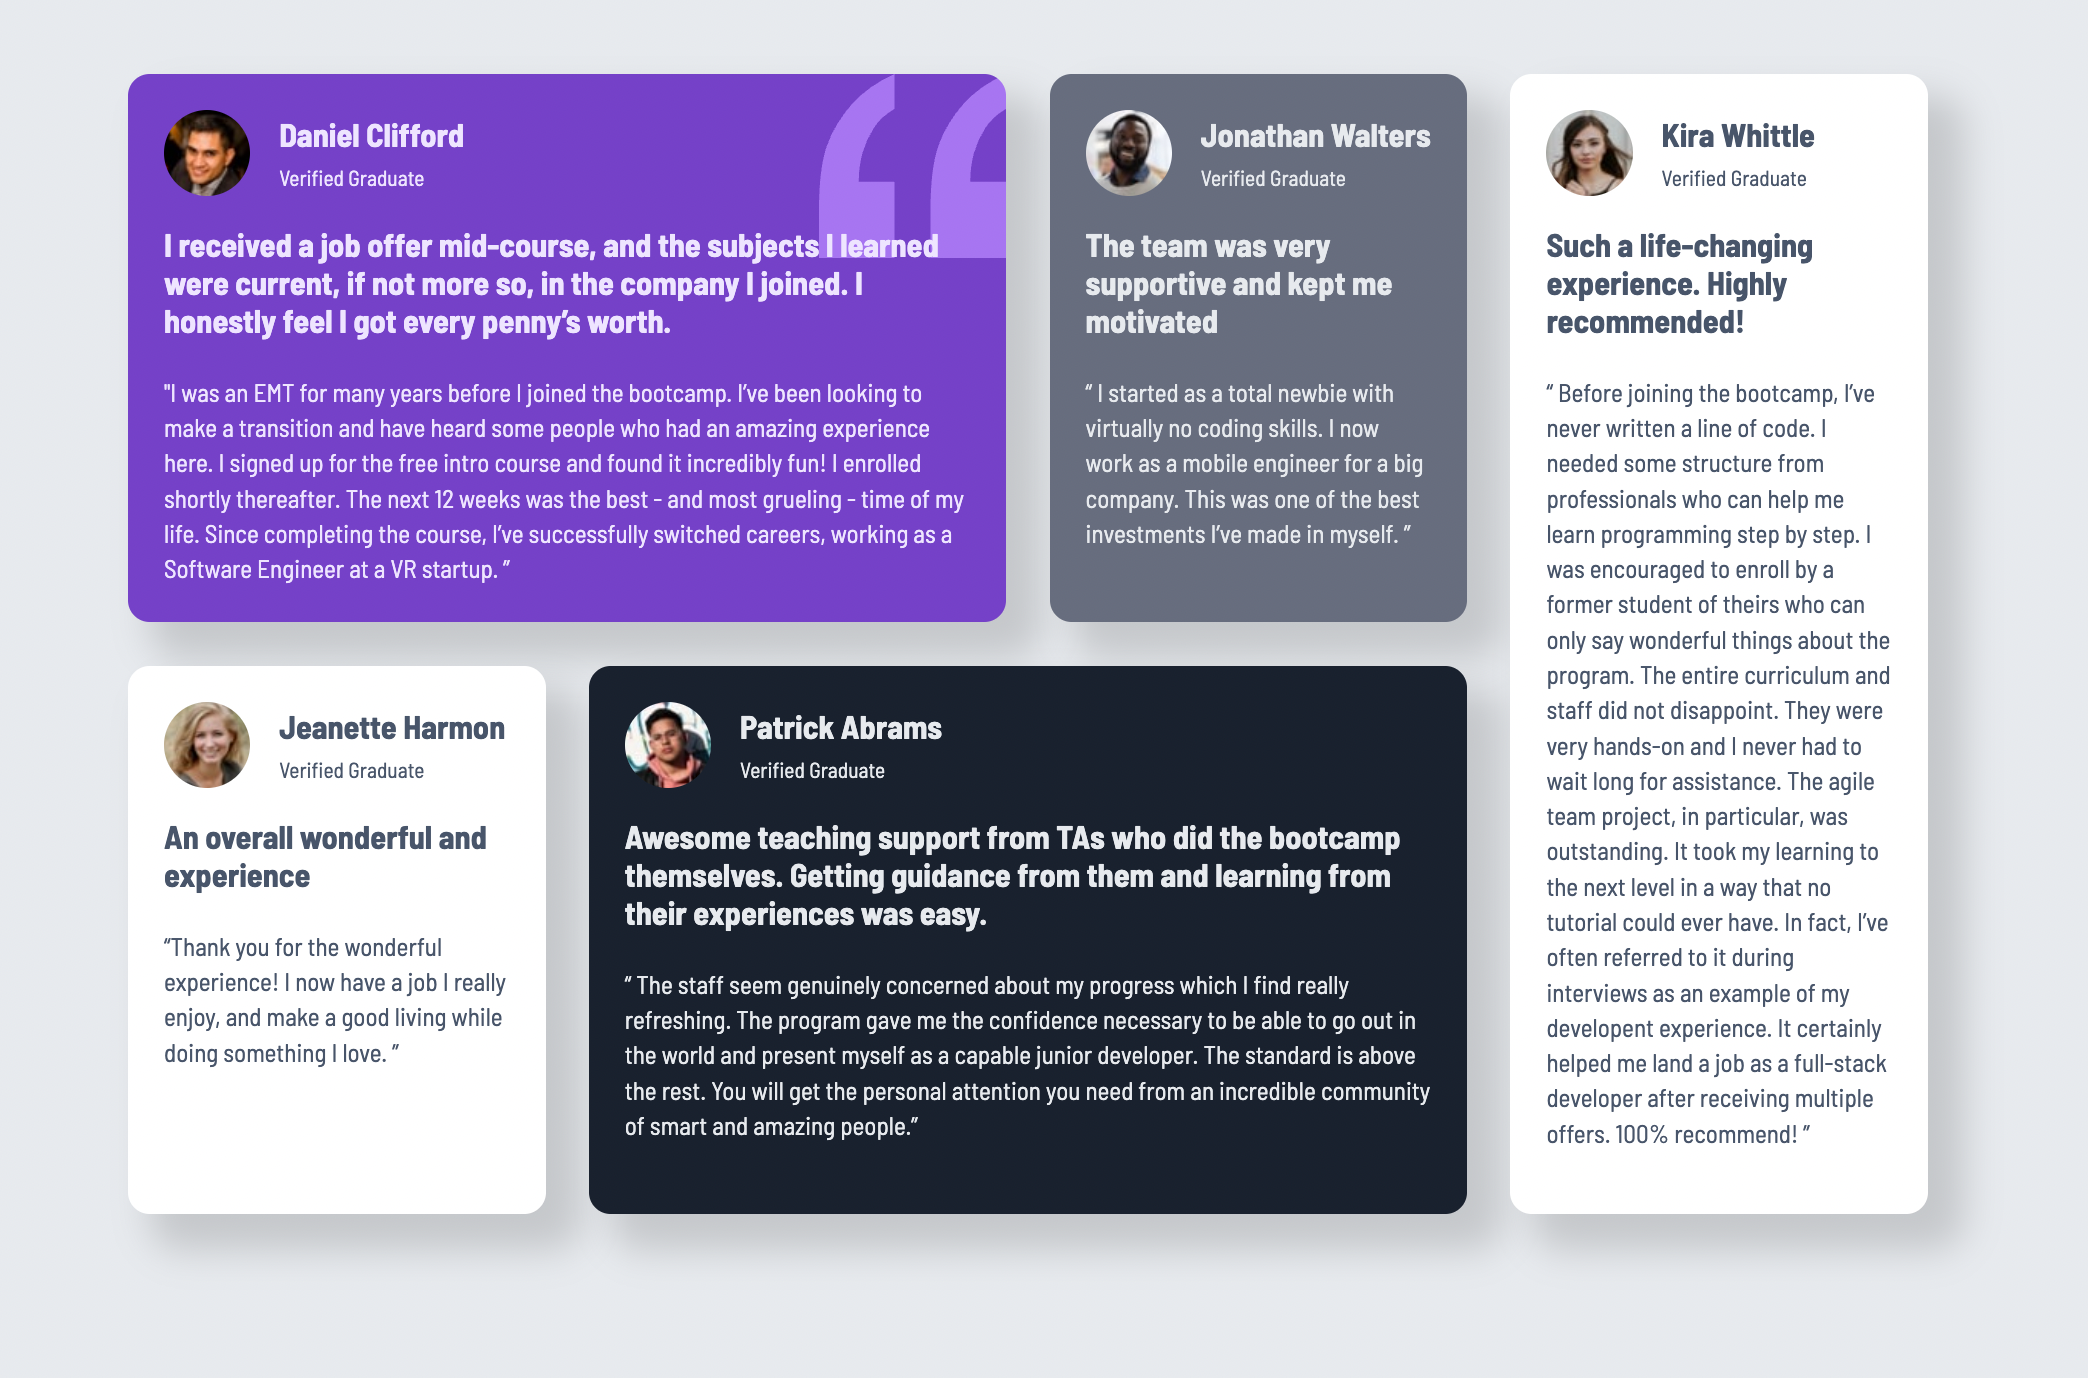 Daniel Clifford
Verified Graduate
I received a job offer mid-course, and the subjects I learned
were current, if not more so, in the company I joined. I
honestly feel I got every penny’s worth.
"I was an EMT for many years before I joined the bootcamp. I’ve been looking to
make a transition and have heard some people who had an amazing experience
here. I signed up for the free intro course and found it incredibly fun! I enrolled
shortly thereafter. The next 12 weeks was the best - and most grueling - time of my
life. Since completing the course, I’ve successfully switched careers, working as a
Software Engineer at a VR startup. ”
Jonathan Walters
Verified Graduate
The team was very
supportive and kept me
motivated
“ I started as a total newbie with
virtually no coding skills. I now
work as a mobile engineer for a big
company. This was one of the best
investments I’ve made in myself. ”
Kira Whittle
Verified Graduate
Such a life-changing
experience. Highly
recommended!
“ Before joining the bootcamp, I’ve
never written a line of code. I
needed some structure from
professionals who can help me
learn programming step by step. I
was encouraged to enroll by a
former student of theirs who can
only say wonderful things about the
program. The entire curriculum and
staff did not disappoint. They were
very hands-on and I never had to
wait long for assistance. The agile
team project, in particular, was
outstanding. It took my learning to
the next level in a way that no
tutorial could ever have. In fact, I’ve
often referred to it during
interviews as an example of my
developent experience. It certainly
helped me land a job as a full-stack
developer after receiving multiple
offers. 100% recommend! ”
Jeanette Harmon
Verified Graduate
An overall wonderful and
experience
“Thank you for the wonderful
experience! I now have a job I really
enjoy, and make a good living while
doing something I love. ”
Patrick Abrams
Verified Graduate
Awesome teaching support from TAs who did the bootcamp
themselves. Getting guidance from them and learning from
their experiences was easy.
“ The staff seem genuinely concerned about my progress which I find really
refreshing. The program gave me the confidence necessary to be able to go out in
the world and present myself as a capable junior developer. The standard is above
the rest. You will get the personal attention you need from an incredible community
of smart and amazing people.”